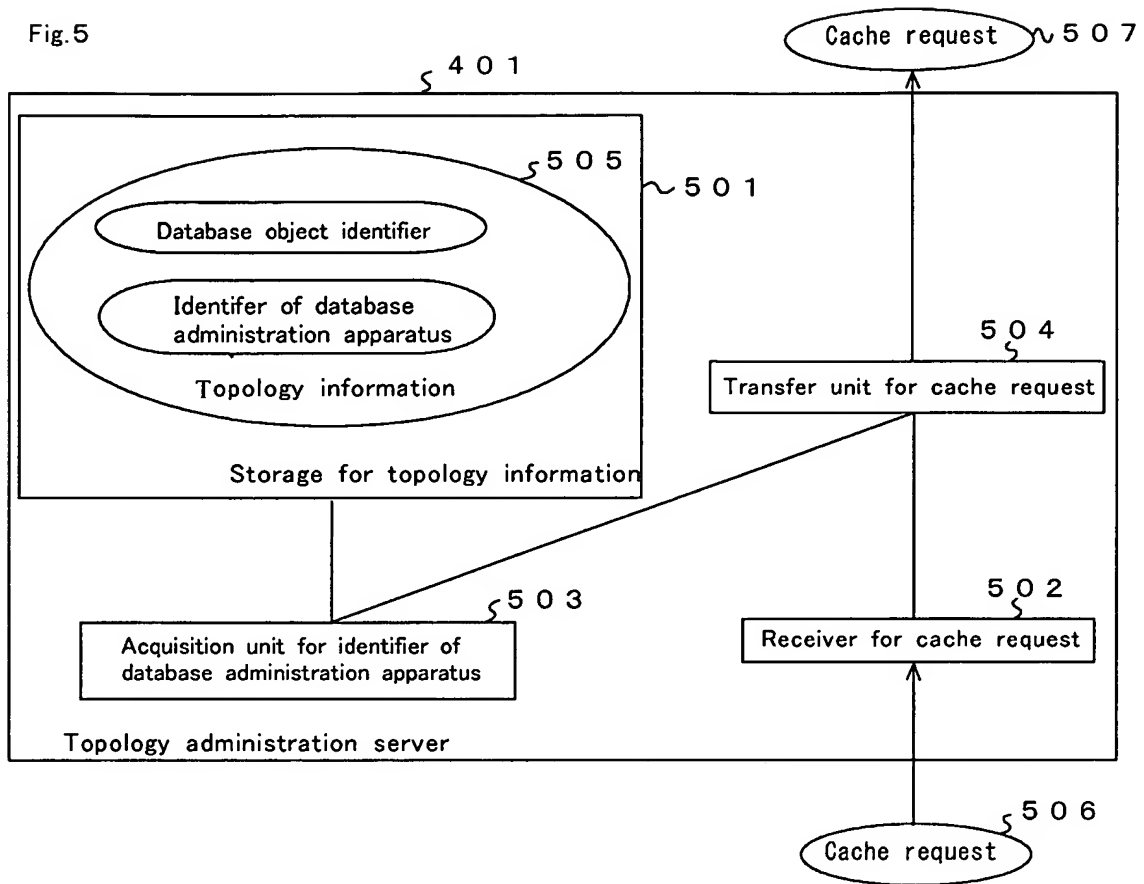 Fig.5
Cache request
507
401
505
501
Database object identifier
Identifer of database
administration apparatus
Topology information
Storage for topology information
504
Transfer unit for cache request
503
Acquisition unit for identifier of
database administration apparatus
502
Receiver for cache request
Topology administration server
506
Cache request